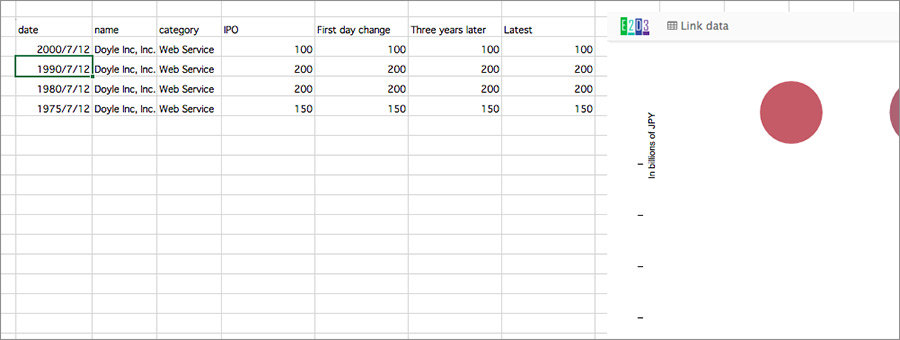 date name category IPO First day change Three years later Latest
2000/7/12 Doyle Inc, Inc. Web Service 100 100 100 100
1990/7/12 Doyle Inc, Inc. Web Service 200 200 200 200
1980/7/12 Doyle Inc, Inc. Web Service 200 200 200 200
1975/7/12 Doyle Inc, Inc. Web Service 150 150 150 150
E2D3 Link data
In billions of JPY